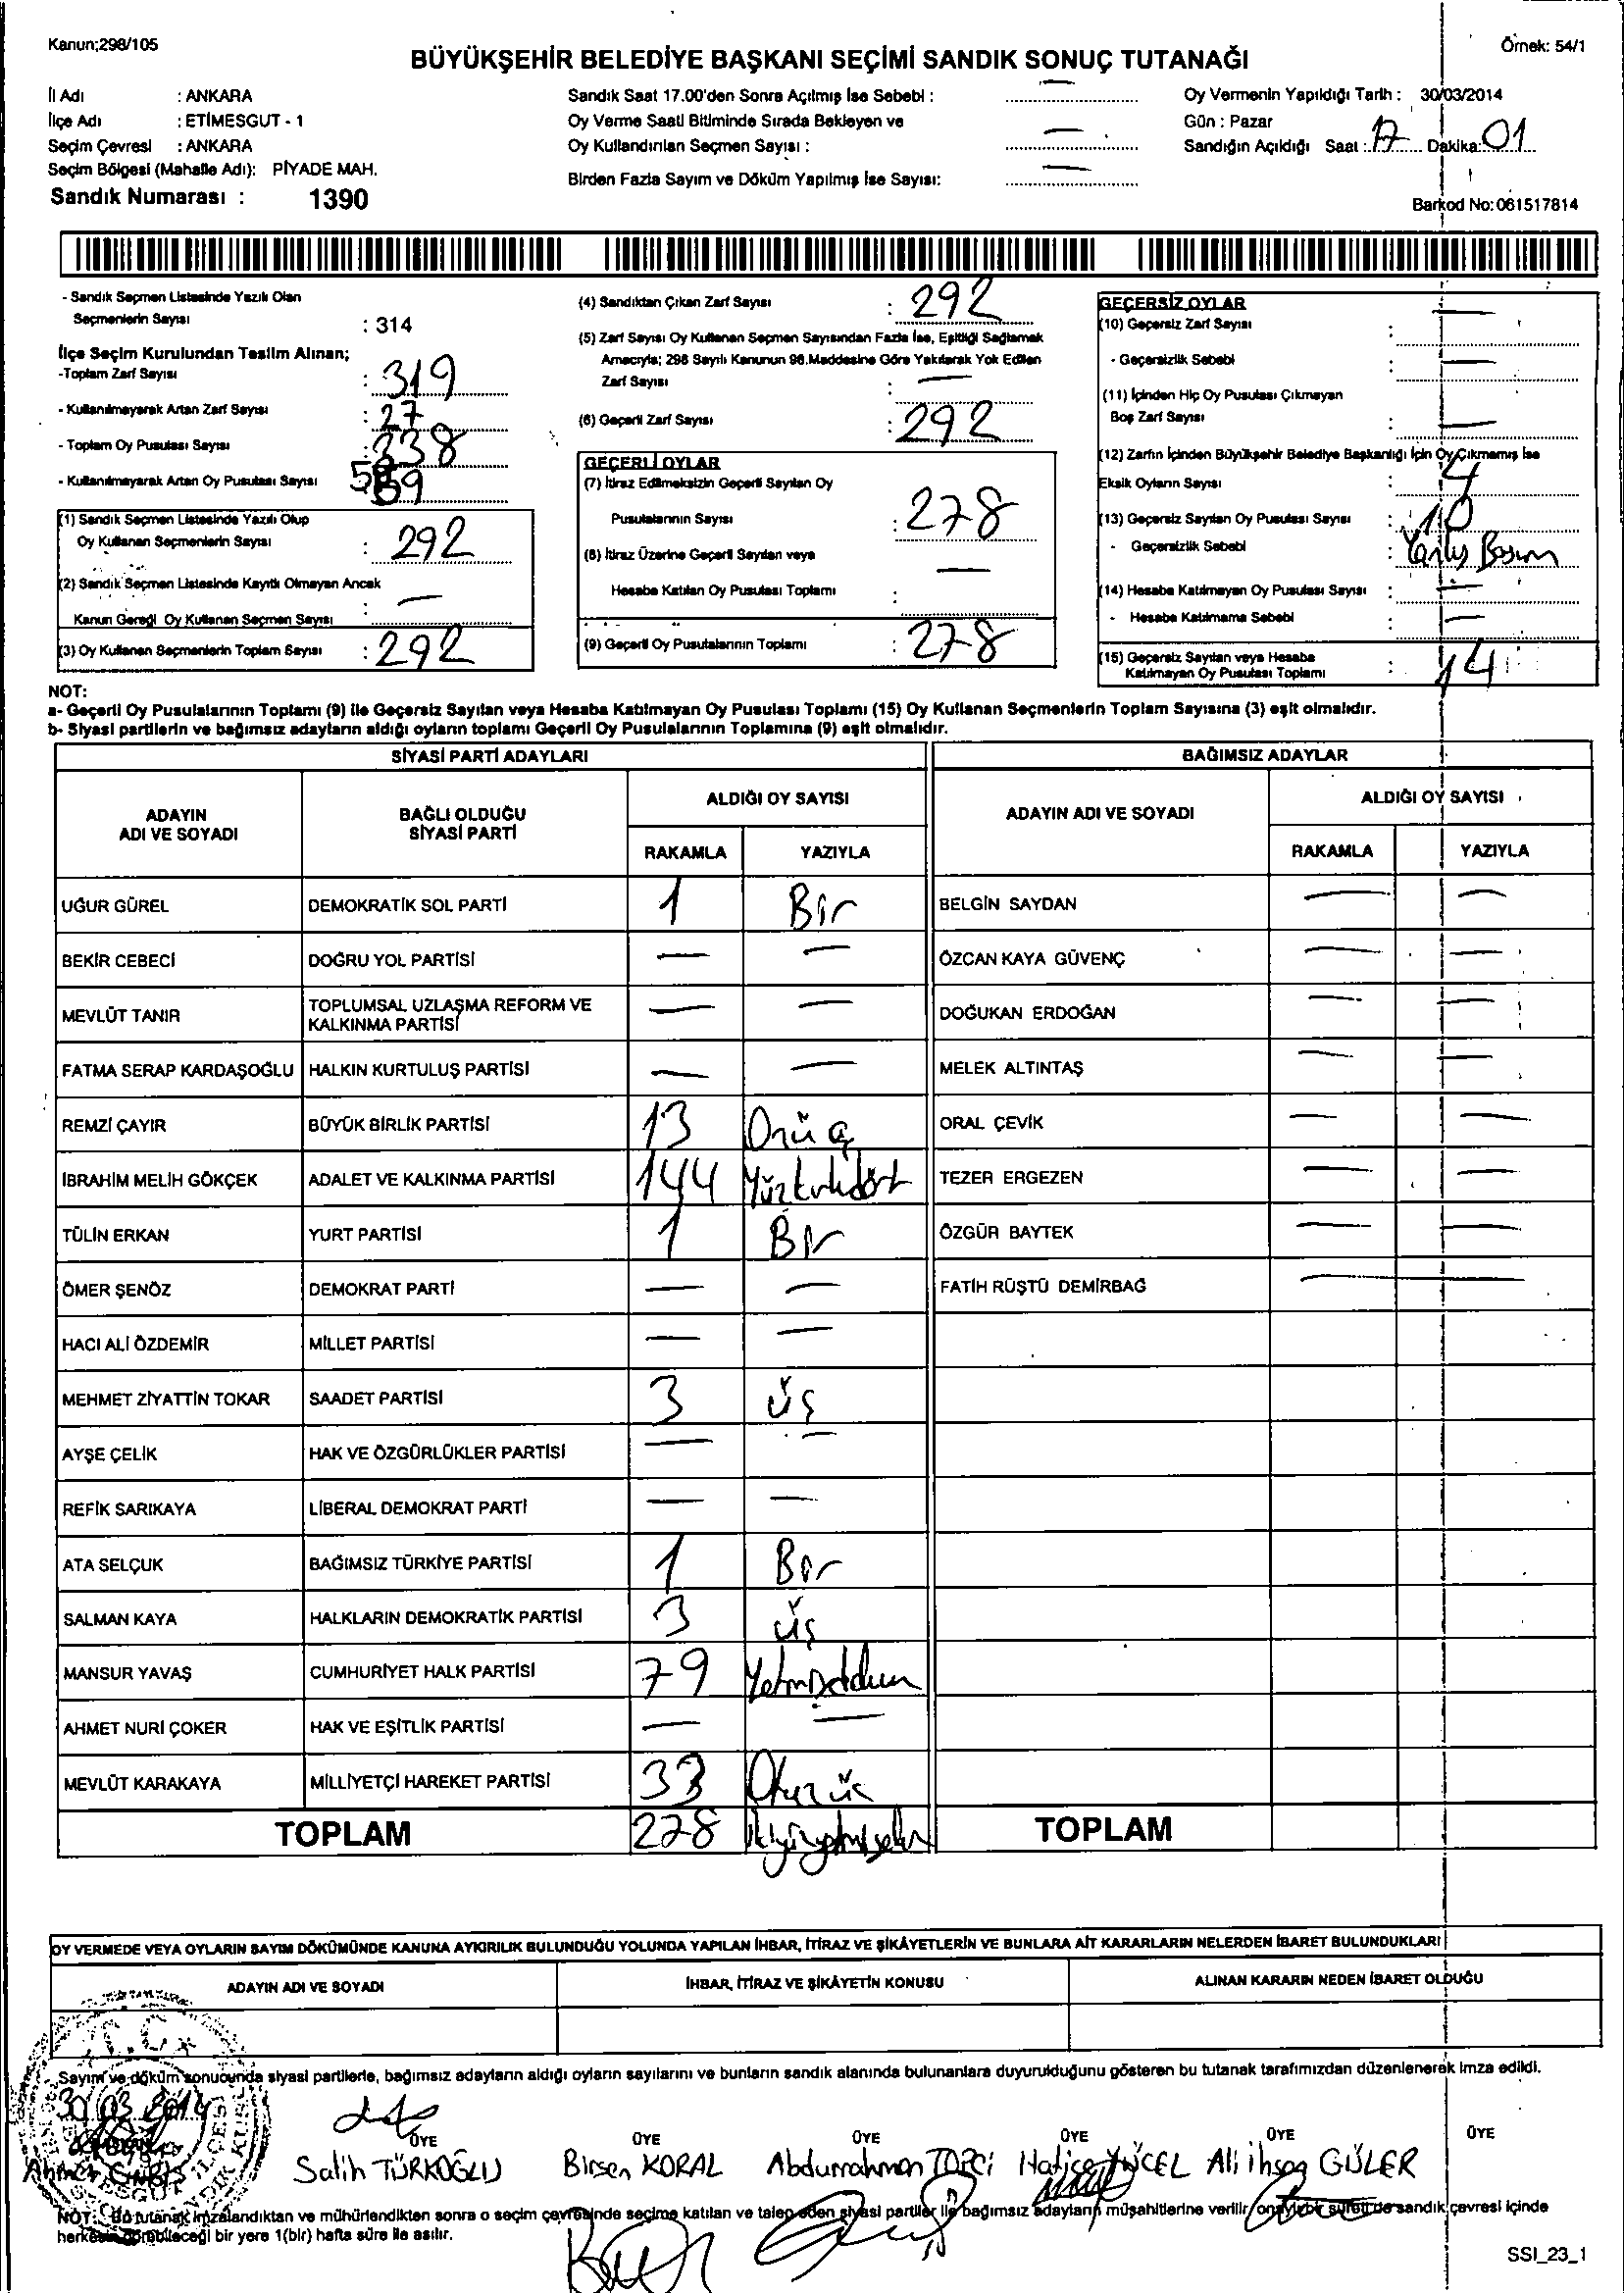 Kanun;298/105
Örnek: 54/1
BÜYÜKŞEHİR BELEDİYE BAŞKANI SEÇİMİ SANDIK SONUÇ TUTANAĞI
İl Adı : ANKARA
İlçe Adı : ETİMESGUT - 1
Seçim Çevresi : ANKARA
Seçim Bölgesi (Mahalle Adı): PİYADE MAH.
Sandık Numarası : 1390
Sandık Saat 17.00'den Sonra Açılmış İse Sebebi : —
Oy Verme Saati Bitiminde Sırada Bekleyen ve
Oy Kullandırılan Seçmen Sayısı : —
Birden Fazla Sayım ve Döküm Yapılmış İse Sayısı: —
Oy Vermenin Yapıldığı Tarih : 30/03/2014
Gün : Pazar
Sandığın Açıldığı Saat : 17 Dakika: 01
Barkod No: 061517814
- Sandık Seçmen Listesinde Yazılı Olan
Seçmenlerin Sayısı : 314
İlçe Seçim Kurulundan Teslim Alınan;
-Toplam Zarf Sayısı : 319
- Kullanılmayarak Artan Zarf Sayısı : 27
- Toplam Oy Pusulası Sayısı : 338
- Kullanılmayarak Artan Oy Pusulası Sayısı
(1) Sandık Seçmen Listesinde Yazılı Olup
Oy Kullanan Seçmenlerin Sayısı : 292
(2) Sandık Seçmen Listesinde Kayıtlı Olmayan Ancak
Kanun Gereği Oy Kullanan Seçmen Sayısı : —
(3) Oy Kullanan Seçmenlerin Toplam Sayısı : 292
(4) Sandıktan Çıkan Zarf Sayısı : 292
(5) Zarf Sayısı Oy Kullanan Seçmen Sayısından Fazla İse, Eşitliği Sağlamak
Amacıyla; 298 Sayılı Kanunun 98.Maddesine Göre Yakılarak Yok Edilen
Zarf Sayısı : —
(6) Geçerli Zarf Sayısı : 292
GEÇERLİ OYLAR
(7) İtiraz Edilmeksizin Geçerli Sayılan Oy
Pusulalarının Sayısı : 278
(8) İtiraz Üzerine Geçerli Sayılan veya
Hesaba Katılan Oy Pusulası Toplamı : —
(9) Geçerli Oy Pusulalarının Toplamı : 278
GEÇERSİZ OYLAR
(10) Geçersiz Zarf Sayısı : —
- Geçersizlik Sebebi : —
(11) İçinden Hiç Oy Pusulası Çıkmayan
Boş Zarf Sayısı : —
(12) Zarfın İçinden Büyükşehir Belediye Başkanlığı İçin Oy Çıkmamış İse
Eksik Oyların Sayısı : 4
(13) Geçersiz Sayılan Oy Pusulası Sayısı : 10
- Geçersizlik Sebebi : Yanlış Basım
(14) Hesaba Katılmayan Oy Pusulası Sayısı : —
- Hesaba Katılmama Sebebi : —
(15) Geçersiz Sayılan veya Hesaba
Katılmayan Oy Pusulası Toplamı : 14
NOT:
a- Geçerli Oy Pusulalarının Toplamı (9) ile Geçersiz Sayılan veya Hesaba Katılmayan Oy Pusulası Toplamı (15) Oy Kullanan Seçmenlerin Toplam Sayısına (3) eşit olmalıdır.
b- Siyasi partilerin ve bağımsız adayların aldığı oyların toplamı Geçerli Oy Pusulalarının Toplamına (9) eşit olmalıdır.
SİYASİ PARTİ ADAYLARI
ADAYIN ADI VE SOYADI
BAĞLI OLDUĞU SİYASİ PARTİ
ALDIĞI OY SAYISI
RAKAMLA YAZIYLA
UĞUR GÜREL DEMOKRATİK SOL PARTİ 1 Bir
BEKİR CEBECİ DOĞRU YOL PARTİSİ — —
MEVLÜT TANIR TOPLUMSAL UZLAŞMA REFORM VE KALKINMA PARTİSİ — —
FATMA SERAP KARDAŞOĞLU HALKIN KURTULUŞ PARTİSİ — —
REMZİ ÇAYIR BÜYÜK BİRLİK PARTİSİ 13 Onüç
İBRAHİM MELİH GÖKÇEK ADALET VE KALKINMA PARTİSİ 144 Yüzkırkdört
TÜLİN ERKAN YURT PARTİSİ 1 Bir
ÖMER ŞENÖZ DEMOKRAT PARTİ — —
HACI ALİ ÖZDEMİR MİLLET PARTİSİ — —
MEHMET ZİYATTİN TOKAR SAADET PARTİSİ 3 üç
AYŞE ÇELİK HAK VE ÖZGÜRLÜKLER PARTİSİ — —
REFİK SARIKAYA LİBERAL DEMOKRAT PARTİ — —
ATA SELÇUK BAĞIMSIZ TÜRKİYE PARTİSİ 1 Bir
SALMAN KAYA HALKLARIN DEMOKRATİK PARTİSİ 3 üç
MANSUR YAVAŞ CUMHURİYET HALK PARTİSİ 79 Yetmişdokuz
AHMET NURİ ÇOKER HAK VE EŞİTLİK PARTİSİ — —
MEVLÜT KARAKAYA MİLLİYETÇİ HAREKET PARTİSİ 33 Otuzüç
TOPLAM 278 ikiyüzyetmişsekiz
BAĞIMSIZ ADAYLAR
ADAYIN ADI VE SOYADI
ALDIĞI OY SAYISI
RAKAMLA YAZIYLA
BELGİN SAYDAN — —
ÖZCAN KAYA GÜVENÇ — —
DOĞUKAN ERDOĞAN — —
MELEK ALTINTAŞ — —
ORAL ÇEVİK — —
TEZER ERGEZEN — —
ÖZGÜR BAYTEK — —
FATİH RÜŞTÜ DEMİRBAĞ — —
TOPLAM
OY VERMEDE VEYA OYLARIN SAYIM DÖKÜMÜNDE KANUNA AYKIRILIK BULUNDUĞU YOLUNDA YAPILAN İHBAR, İTİRAZ VE ŞİKÂYETLERİN VE BUNLARA AİT KARARLARIN NELERDEN İBARET BULUNDUKLARI
ADAYIN ADI VE SOYADI
İHBAR, İTİRAZ VE ŞİKÂYETİN KONUSU
ALINAN KARARIN NEDEN İBARET OLDUĞU
Sayım ve döküm sonucunda siyasi partilerle, bağımsız adayların aldığı oyların sayılarını ve bunların sandık alanında bulunanlara duyurulduğunu gösteren bu tutanak tarafımızdan düzenlenerek imza edildi.
30.03.2014
T.C.
ÜYE ÜYE ÜYE ÜYE ÜYE ÜYE
Ahmet
Salih TÜRKOĞLU Birsen KORAL Abdurrahman TOPÇİ Hatice YÜCEL Ali ihsan GÜLER
NOT: Bu tutanak imzalandıktan ve mühürlendikten sonra o seçim çevresinde seçime katılan ve talep eden siyasi partiler ile bağımsız adayların müşahitlerine verilir, onaylı bir sureti de sandık çevresi içinde
herkesin görebileceği bir yere 1(bir) hafta süre ile asılır.
SSI_23_1